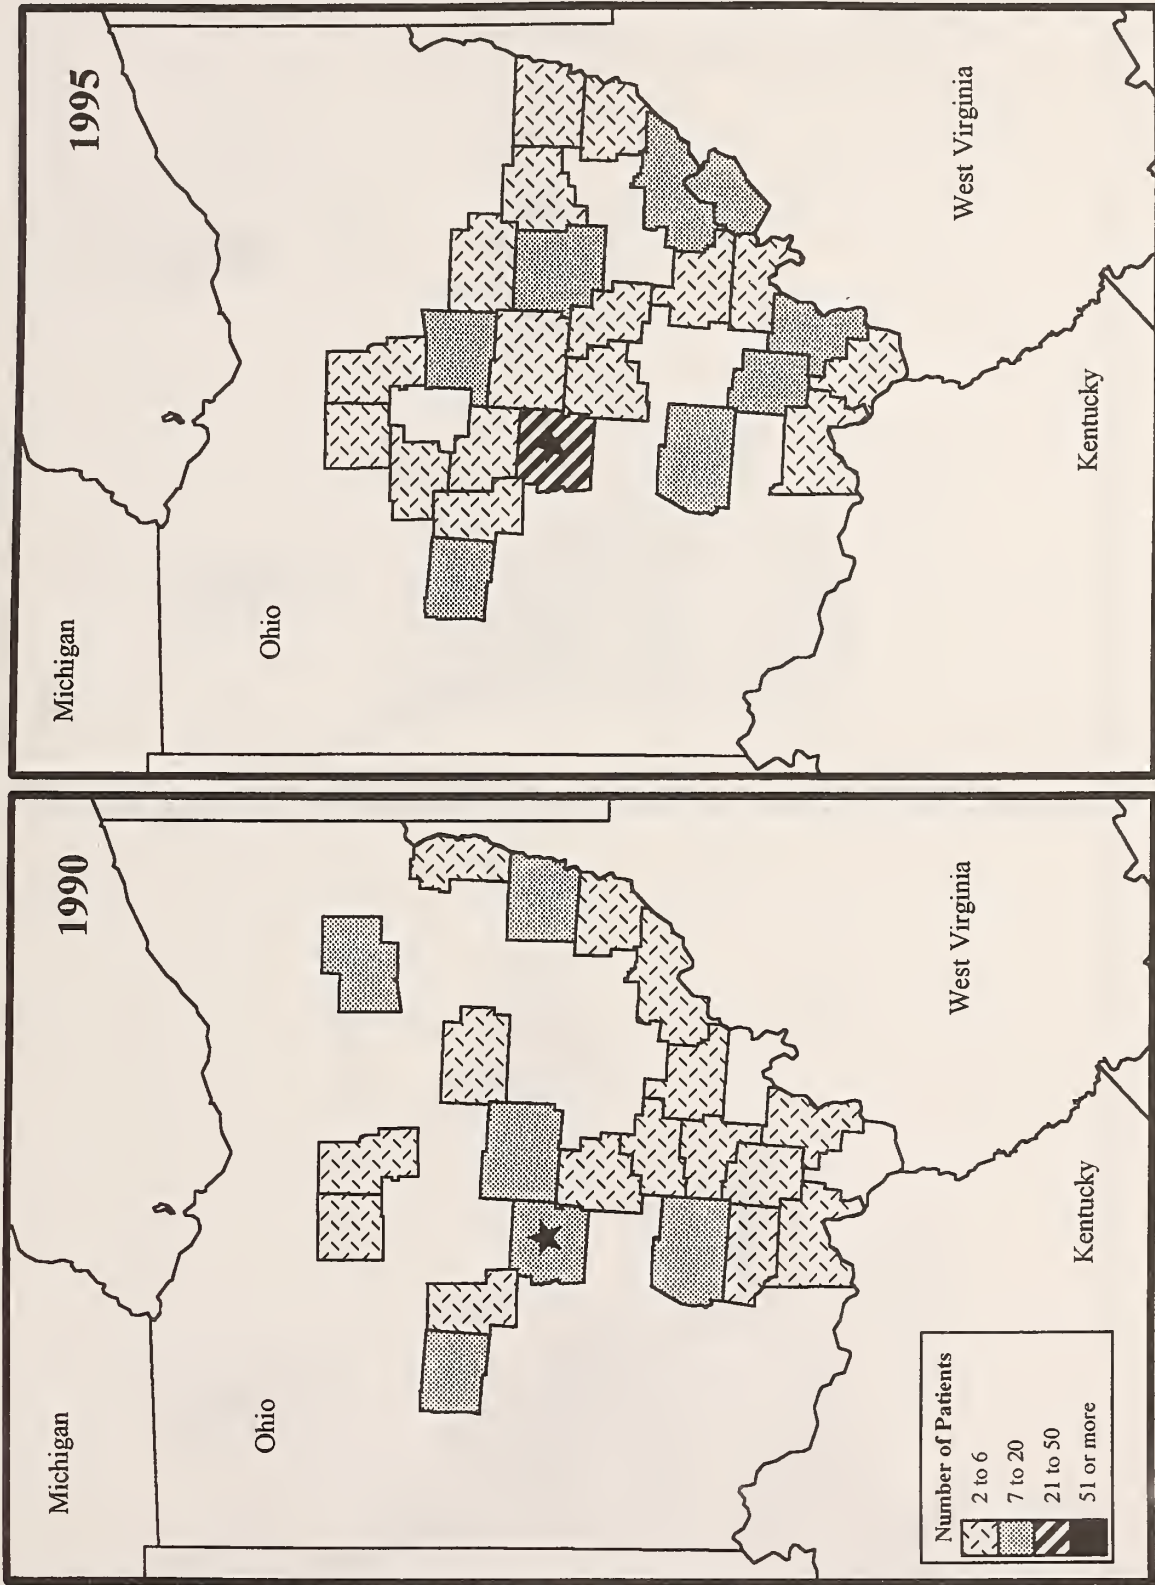 1990
Michigan
Ohio
West Virginia
Kentucky
Number of Patients
2 to 6
7 to 20
21 to 50
51 or more
1995
Michigan
Ohio
West Virginia
Kentucky